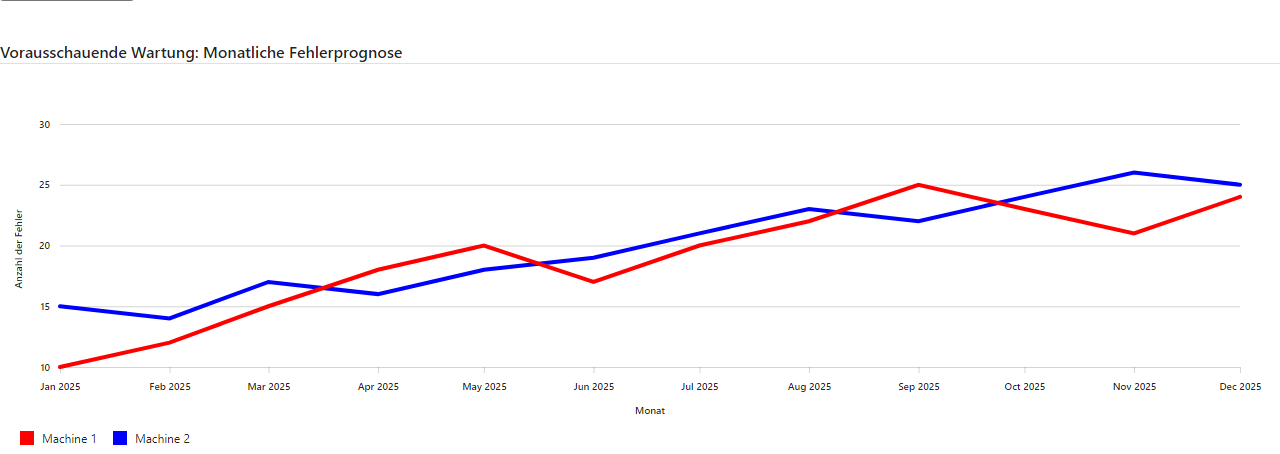 Vorausschauende Wartung: Monatliche Fehlerprognose
30
25
20
15
10
Anzahl der Fehler
Jan 2025 Feb 2025 Mar 2025 Apr 2025 May 2025 Jun 2025 Jul 2025 Aug 2025 Sep 2025 Oct 2025 Nov 2025 Dec 2025
Monat
Machine 1 Machine 2